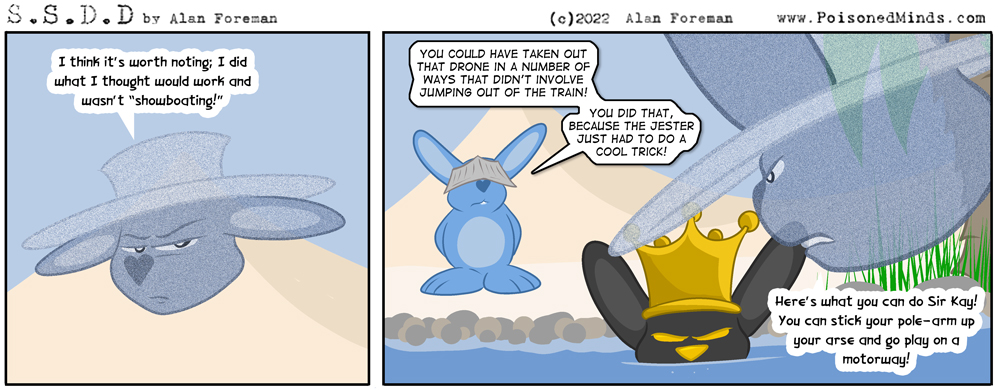 S.S.D.D by Alan Foreman (c)2022 Alan Foreman www.PoisonedMinds.com
I think it's worth noting; I did
what I thought would work and
wasn't "showboating!"
YOU COULD HAVE TAKEN OUT
THAT DRONE IN A NUMBER OF
WAYS THAT DIDN'T INVOLVE
JUMPING OUT OF THE TRAIN!
YOU DID THAT,
BECAUSE THE JESTER
JUST HAD TO DO A
COOL TRICK!
Here's what you can do Sir Kay!
You can stick your pole-arm up
your arse and go play on a
motorway!